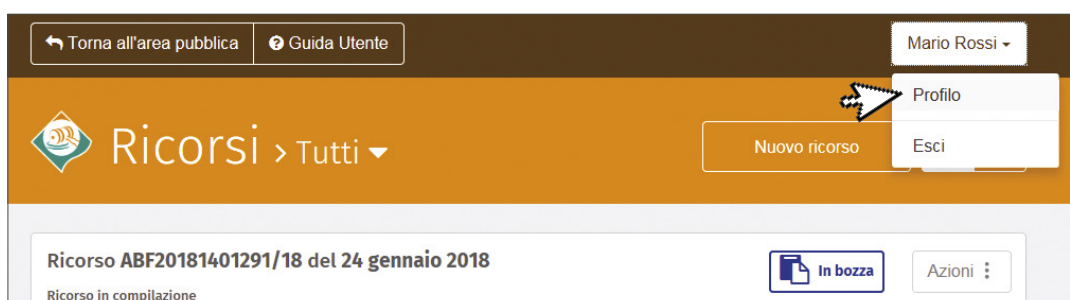 Torna all'area pubblica Guida Utente Mario Rossi
Profilo
Ricorsi > Tutti Nuovo ricorso Esci
Ricorso ABF20181401291/18 del 24 gennaio 2018 In bozza Azioni
Ricorso in compilazione